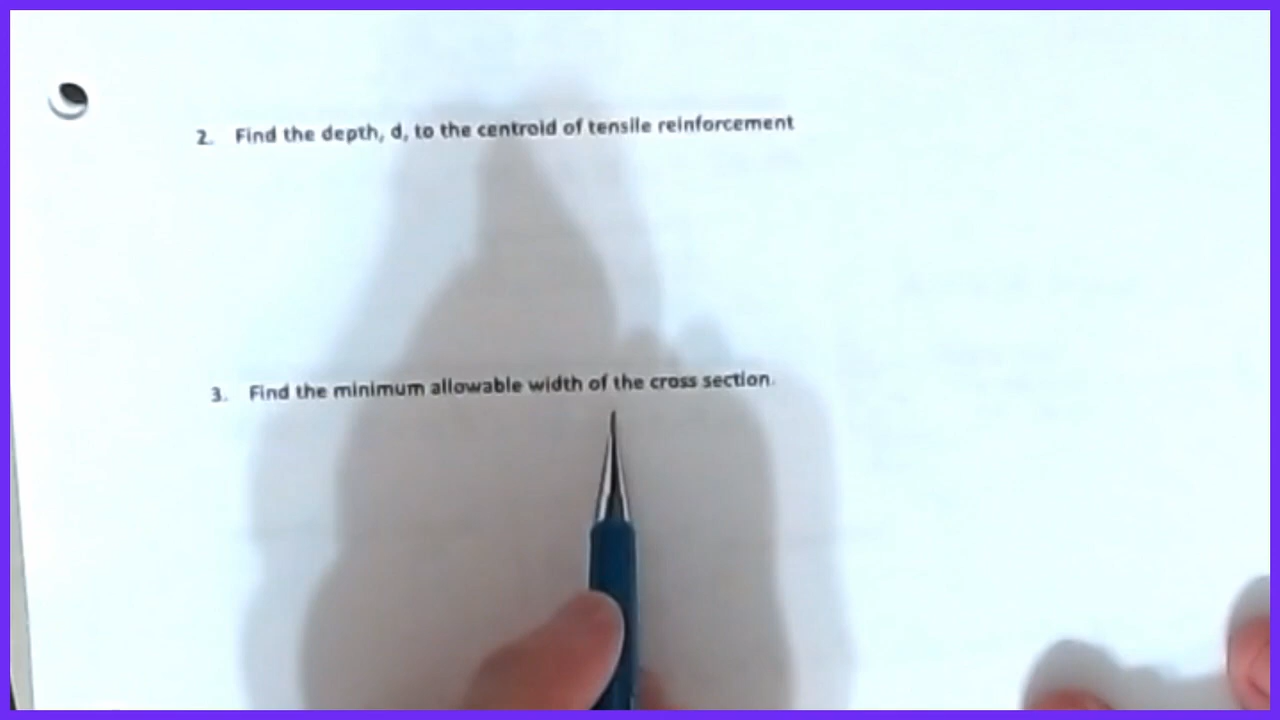 2. Find the depth, d, to the centroid of tensile reinforcement
3. Find the minimum allowable width of the cross section.